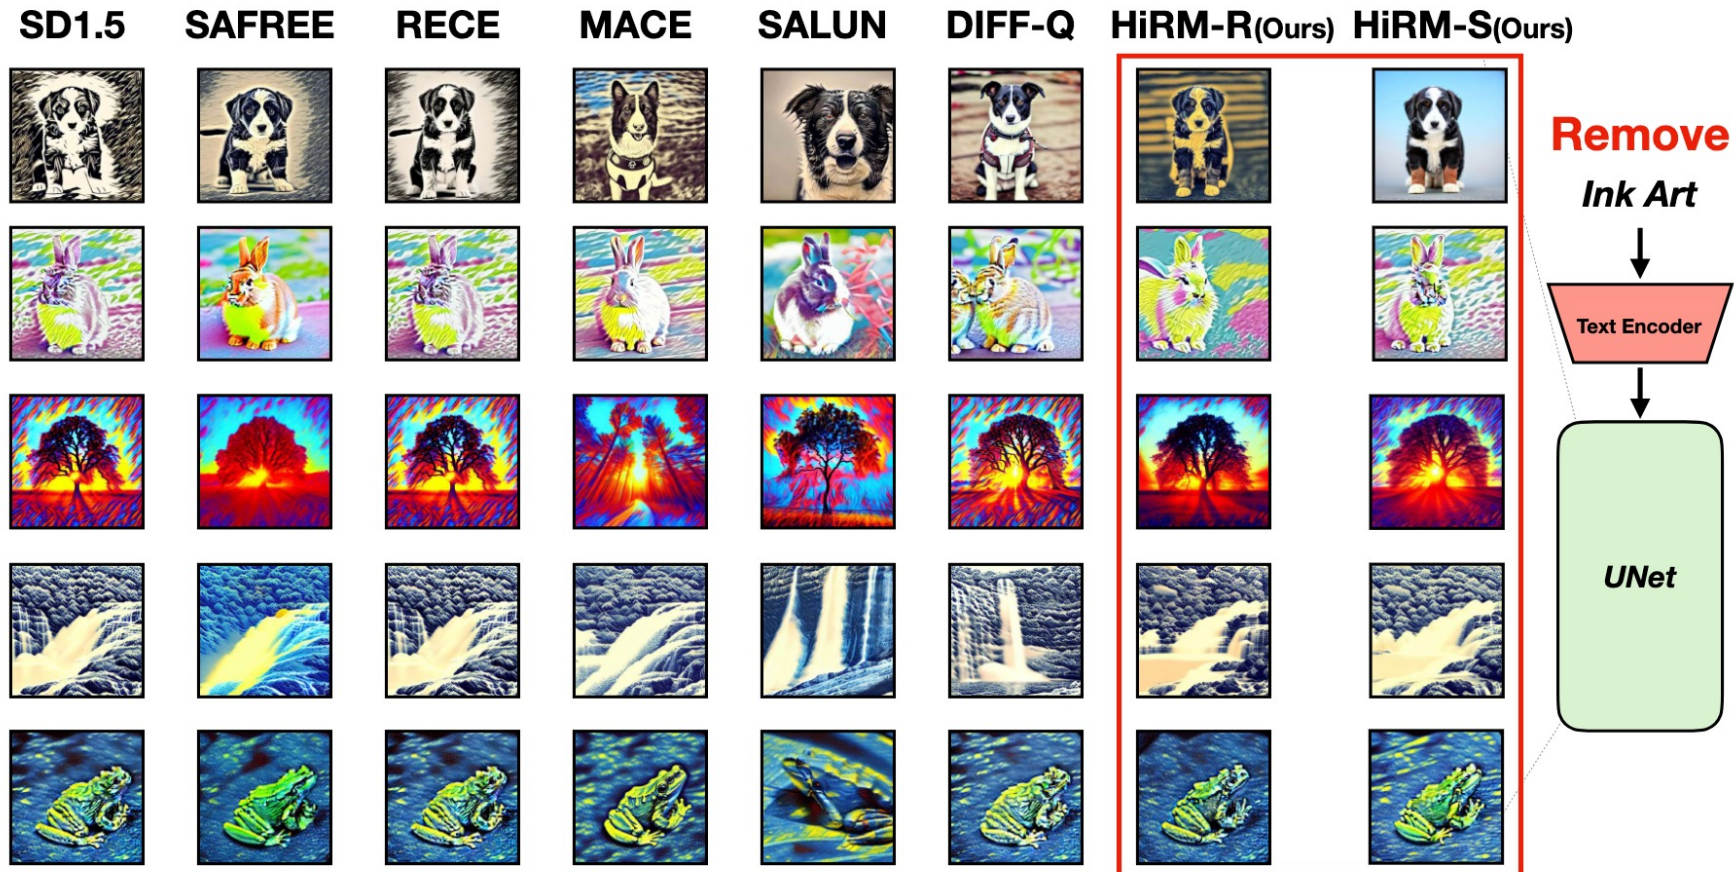 SD1.5 SAFREE RECE MACE SALUN DIFF-Q HiRM-R(Ours) HiRM-S(Ours)
Remove
Ink Art
Text Encoder
UNet